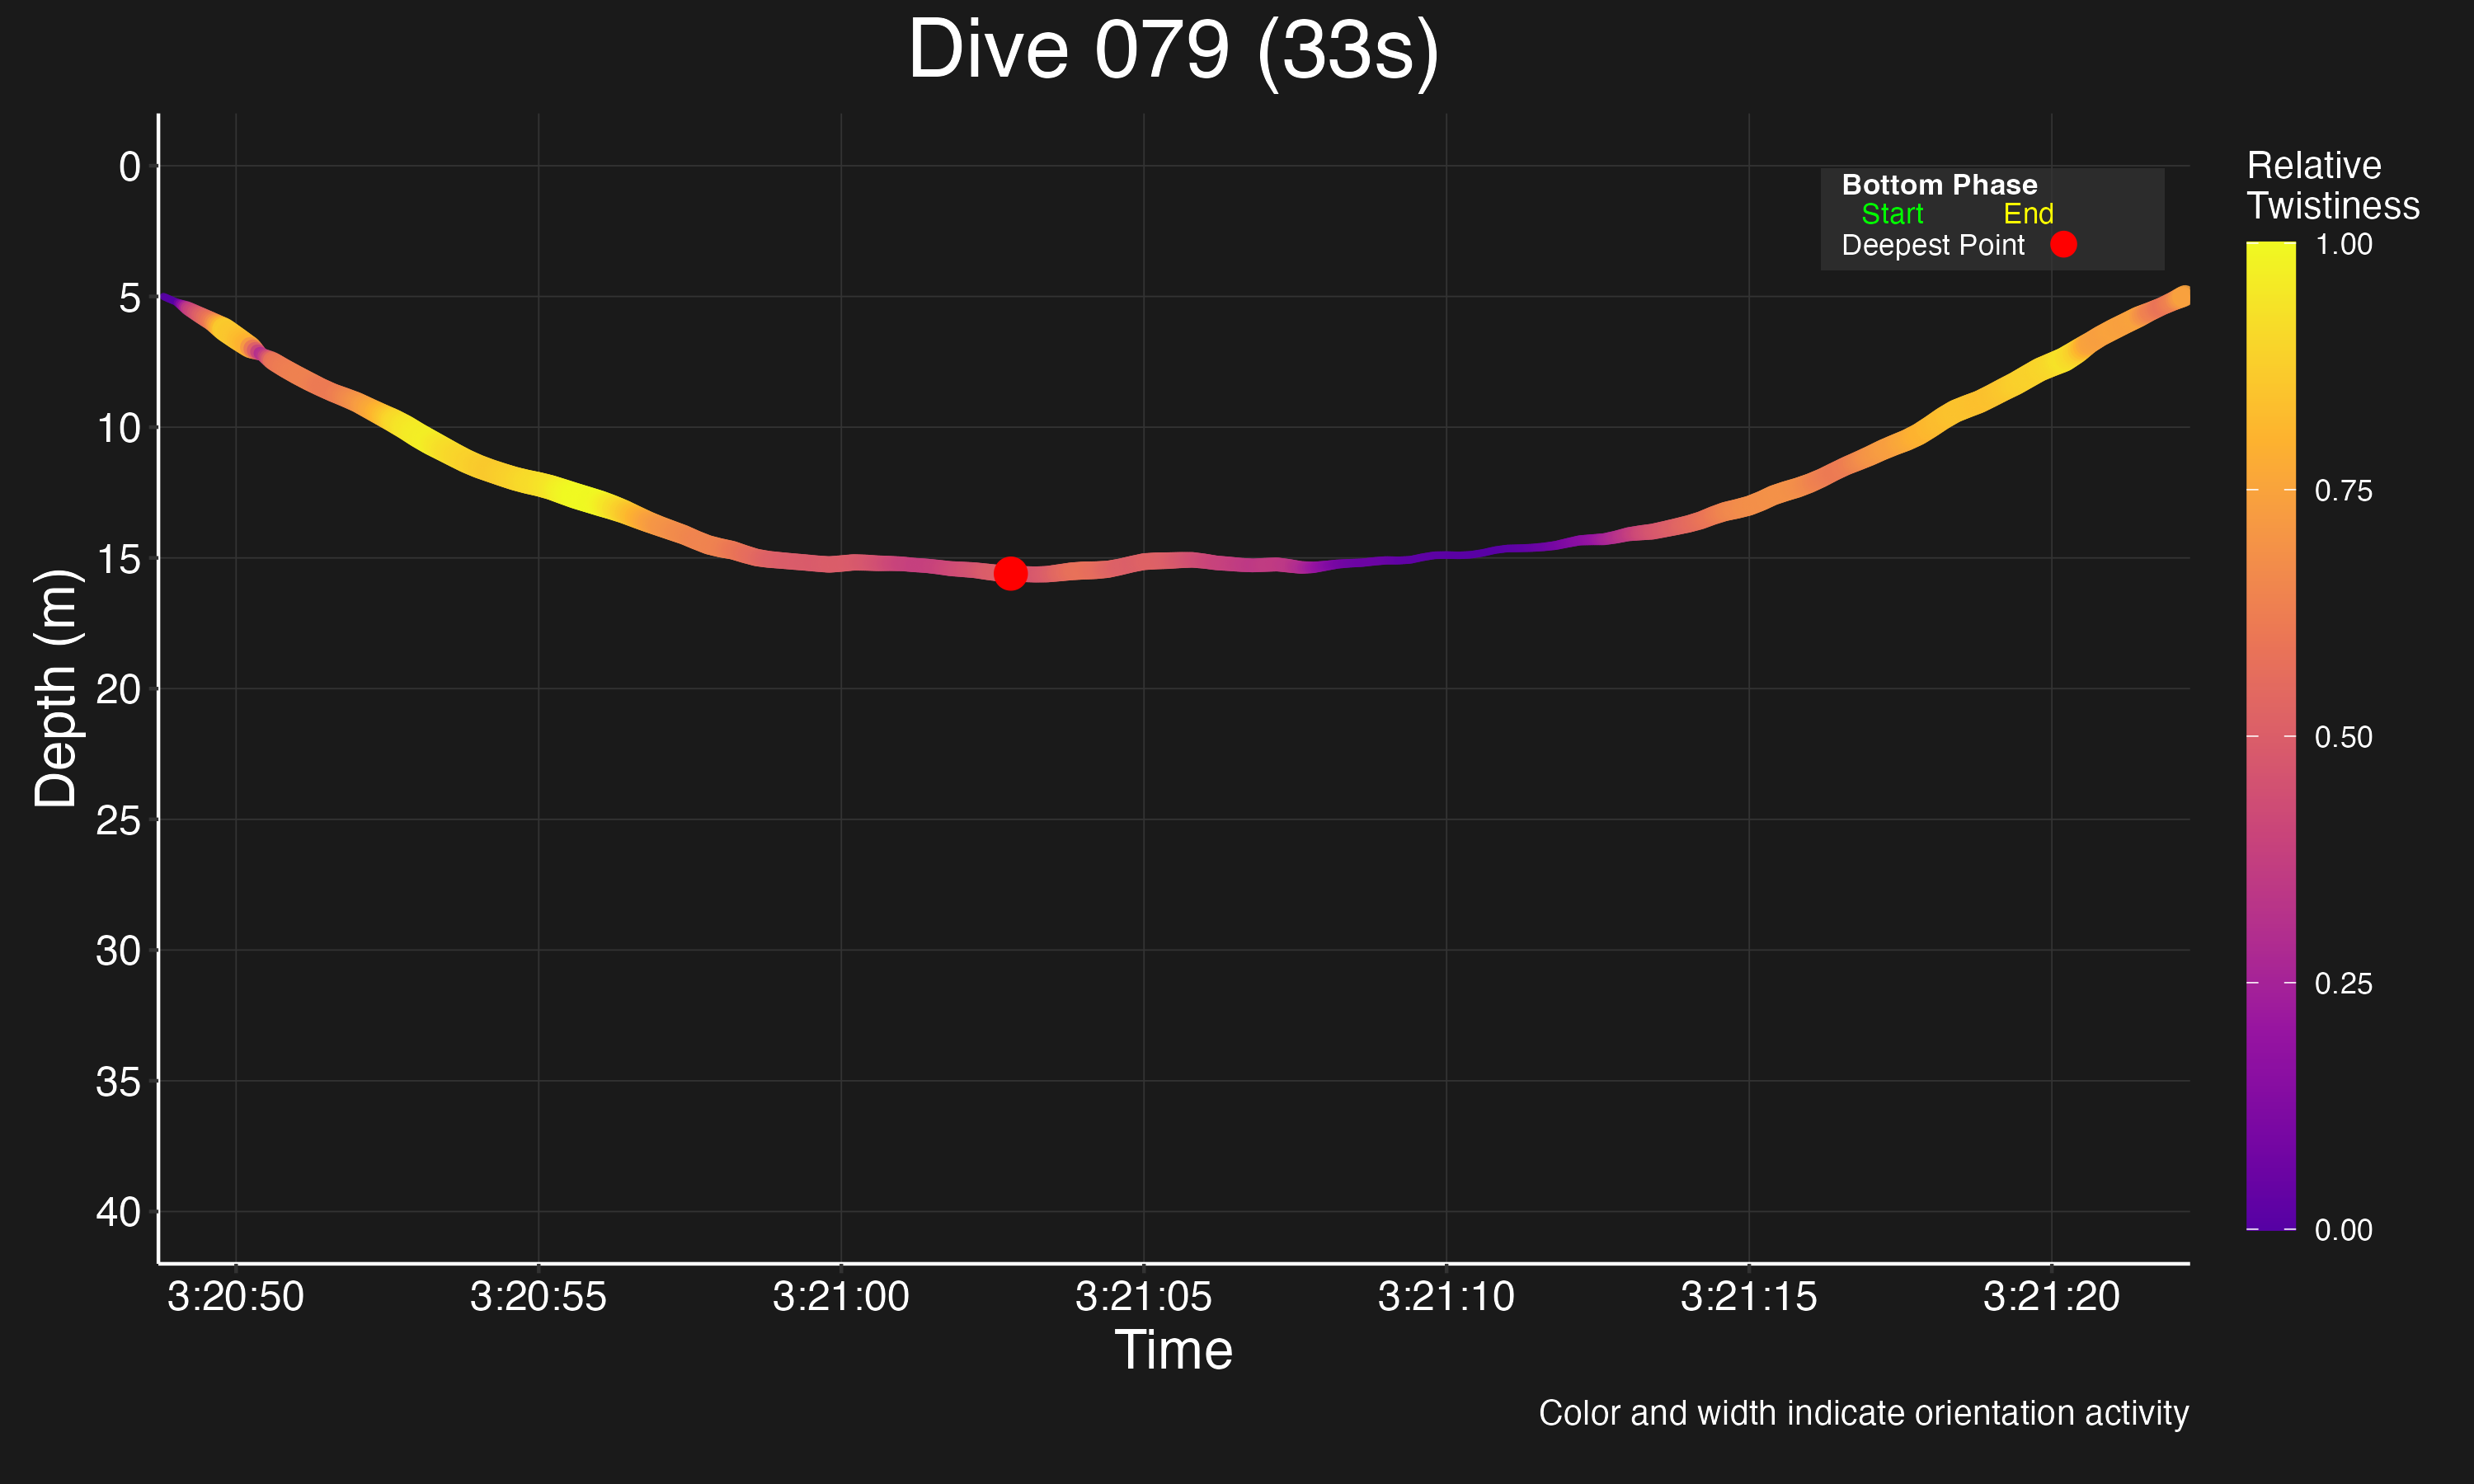 Dive 079 (33s)
Bottom Phase
Start End
Deepest Point
Relative
Twistiness
1.00
0.75
0.50
0.25
0.00
Depth (m)
0
5
10
15
20
25
30
35
40
3:20:50 3:20:55 3:21:00 3:21:05 3:21:10 3:21:15 3:21:20
Time
Color and width indicate orientation activity